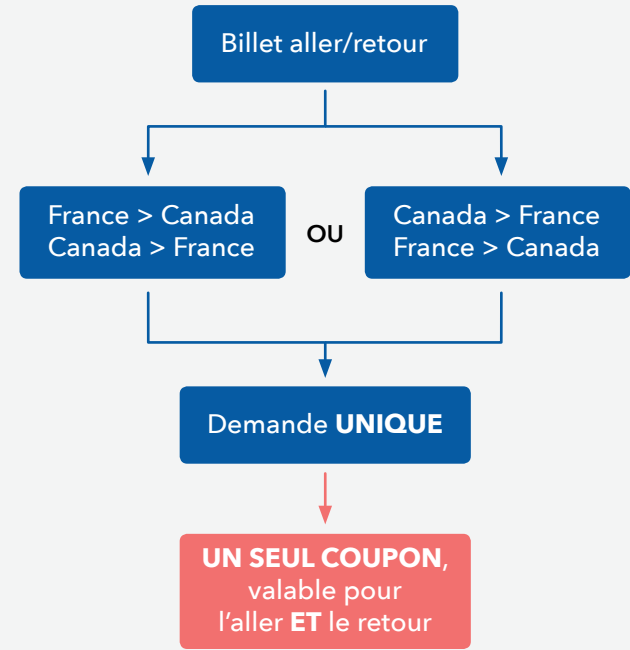 Billet aller/retour
France > Canada
Canada > France
OU
Canada > France
France > Canada
Demande UNIQUE
UN SEUL COUPON,
valable pour
l’aller ET le retour